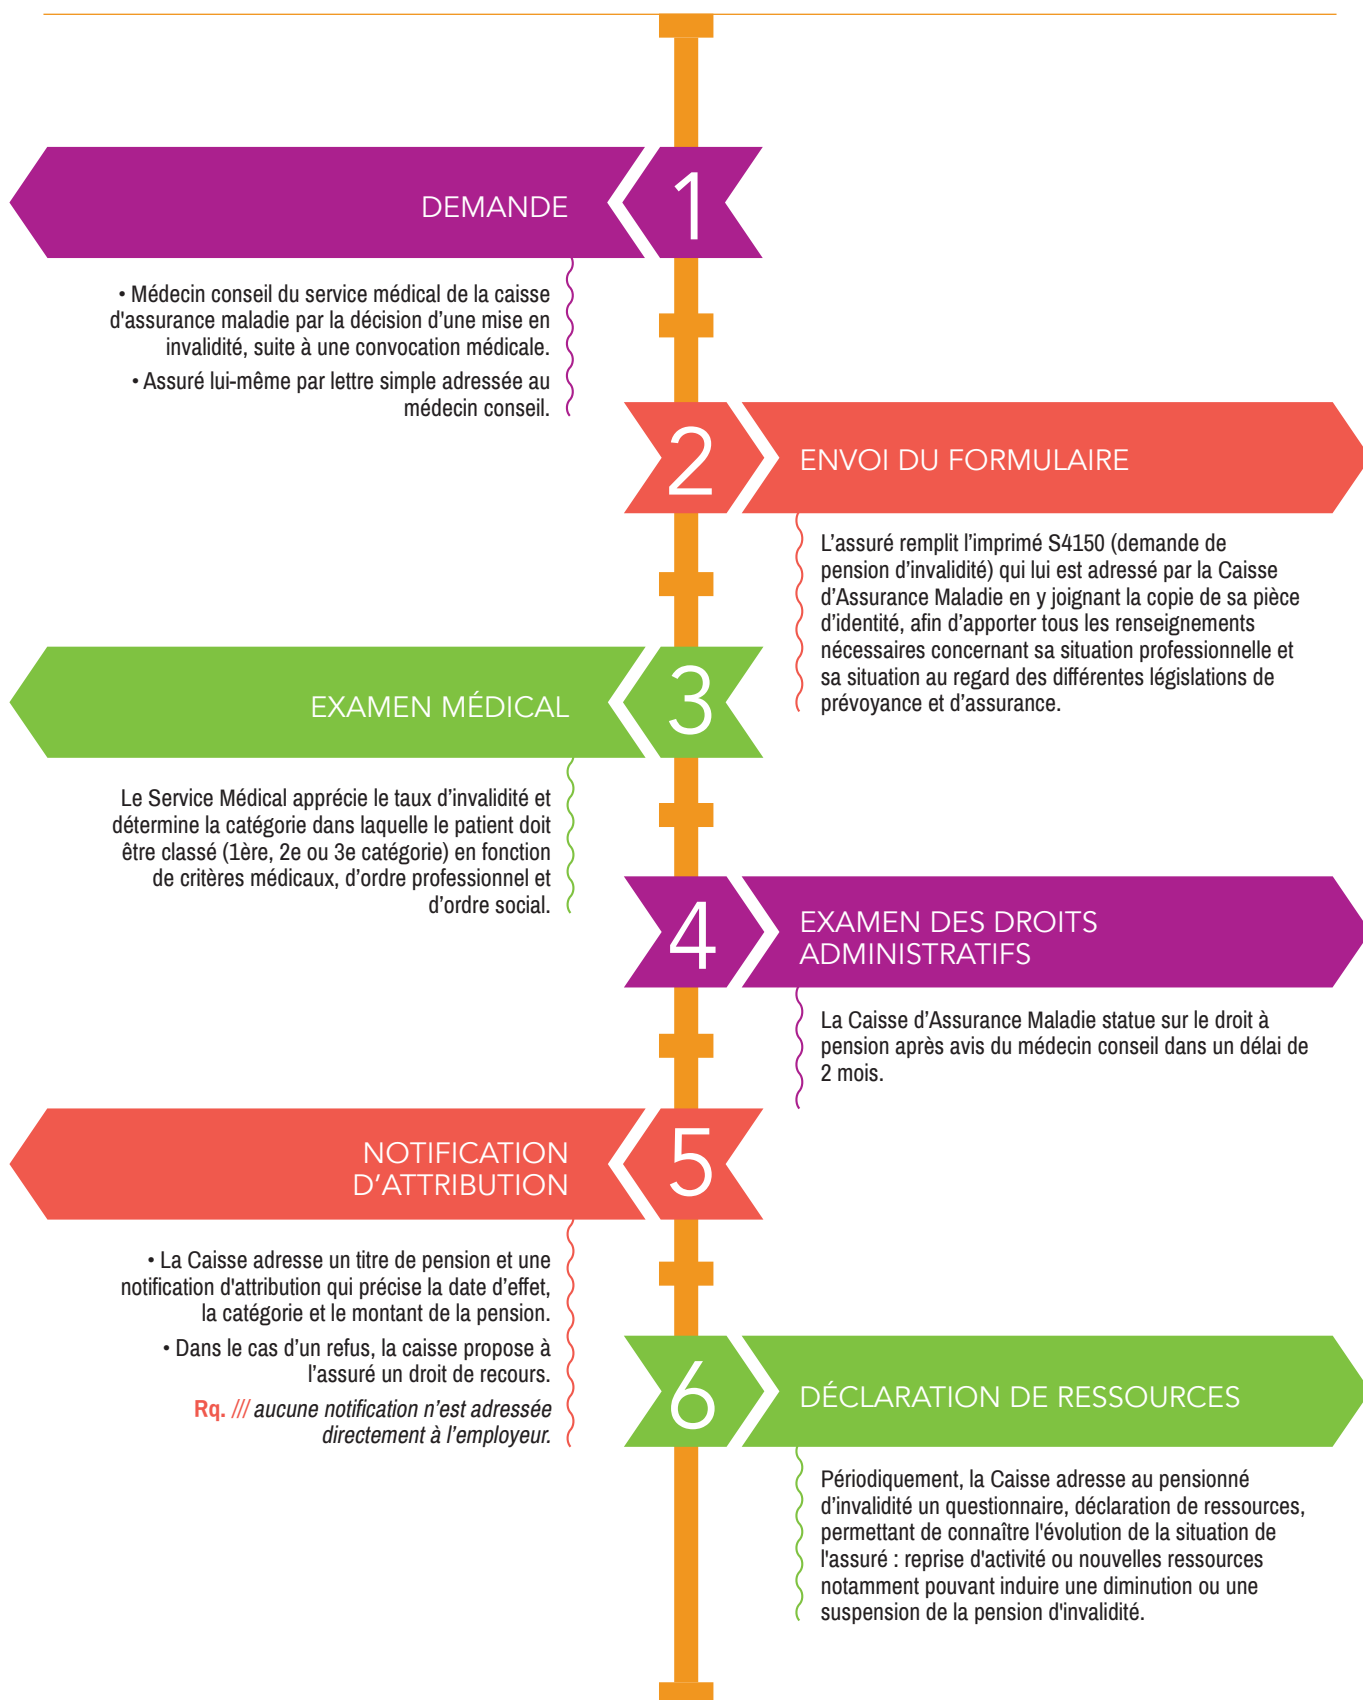 DEMANDE
1
• Médecin conseil du service médical de la caisse
d'assurance maladie par la décision d’une mise en
invalidité, suite à une convocation médicale.
• Assuré lui-même par lettre simple adressée au
médecin conseil.
2
ENVOI DU FORMULAIRE
L’assuré remplit l’imprimé S4150 (demande de
pension d’invalidité) qui lui est adressé par la Caisse
d’Assurance Maladie en y joignant la copie de sa pièce
d’identité, afin d’apporter tous les renseignements
nécessaires concernant sa situation professionnelle et
sa situation au regard des différentes législations de
prévoyance et d’assurance.
EXAMEN MÉDICAL
3
Le Service Médical apprécie le taux d’invalidité et
détermine la catégorie dans laquelle le patient doit
être classé (1ère, 2e ou 3e catégorie) en fonction
de critères médicaux, d’ordre professionnel et
d’ordre social.
4
EXAMEN DES DROITS
ADMINISTRATIFS
La Caisse d’Assurance Maladie statue sur le droit à
pension après avis du médecin conseil dans un délai de
2 mois.
NOTIFICATION
D’ATTRIBUTION
5
• La Caisse adresse un titre de pension et une
notification d'attribution qui précise la date d’effet,
la catégorie et le montant de la pension.
• Dans le cas d’un refus, la caisse propose à
l’assuré un droit de recours.
Rq. /// aucune notification n’est adressée
directement à l’employeur.
6
DÉCLARATION DE RESSOURCES
Périodiquement, la Caisse adresse au pensionné
d’invalidité un questionnaire, déclaration de ressources,
permettant de connaître l'évolution de la situation de
l'assuré : reprise d'activité ou nouvelles ressources
notamment pouvant induire une diminution ou une
suspension de la pension d'invalidité.